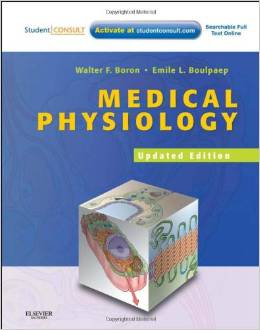 Student CONSULT
Activate at studentconsult.com
Searchable Full
Text Online
Walter F. Boron • Emile L. Boulpaep
MEDICAL
PHYSIOLOGY
Updated Edition
ELSEVIER
SAUNDERS